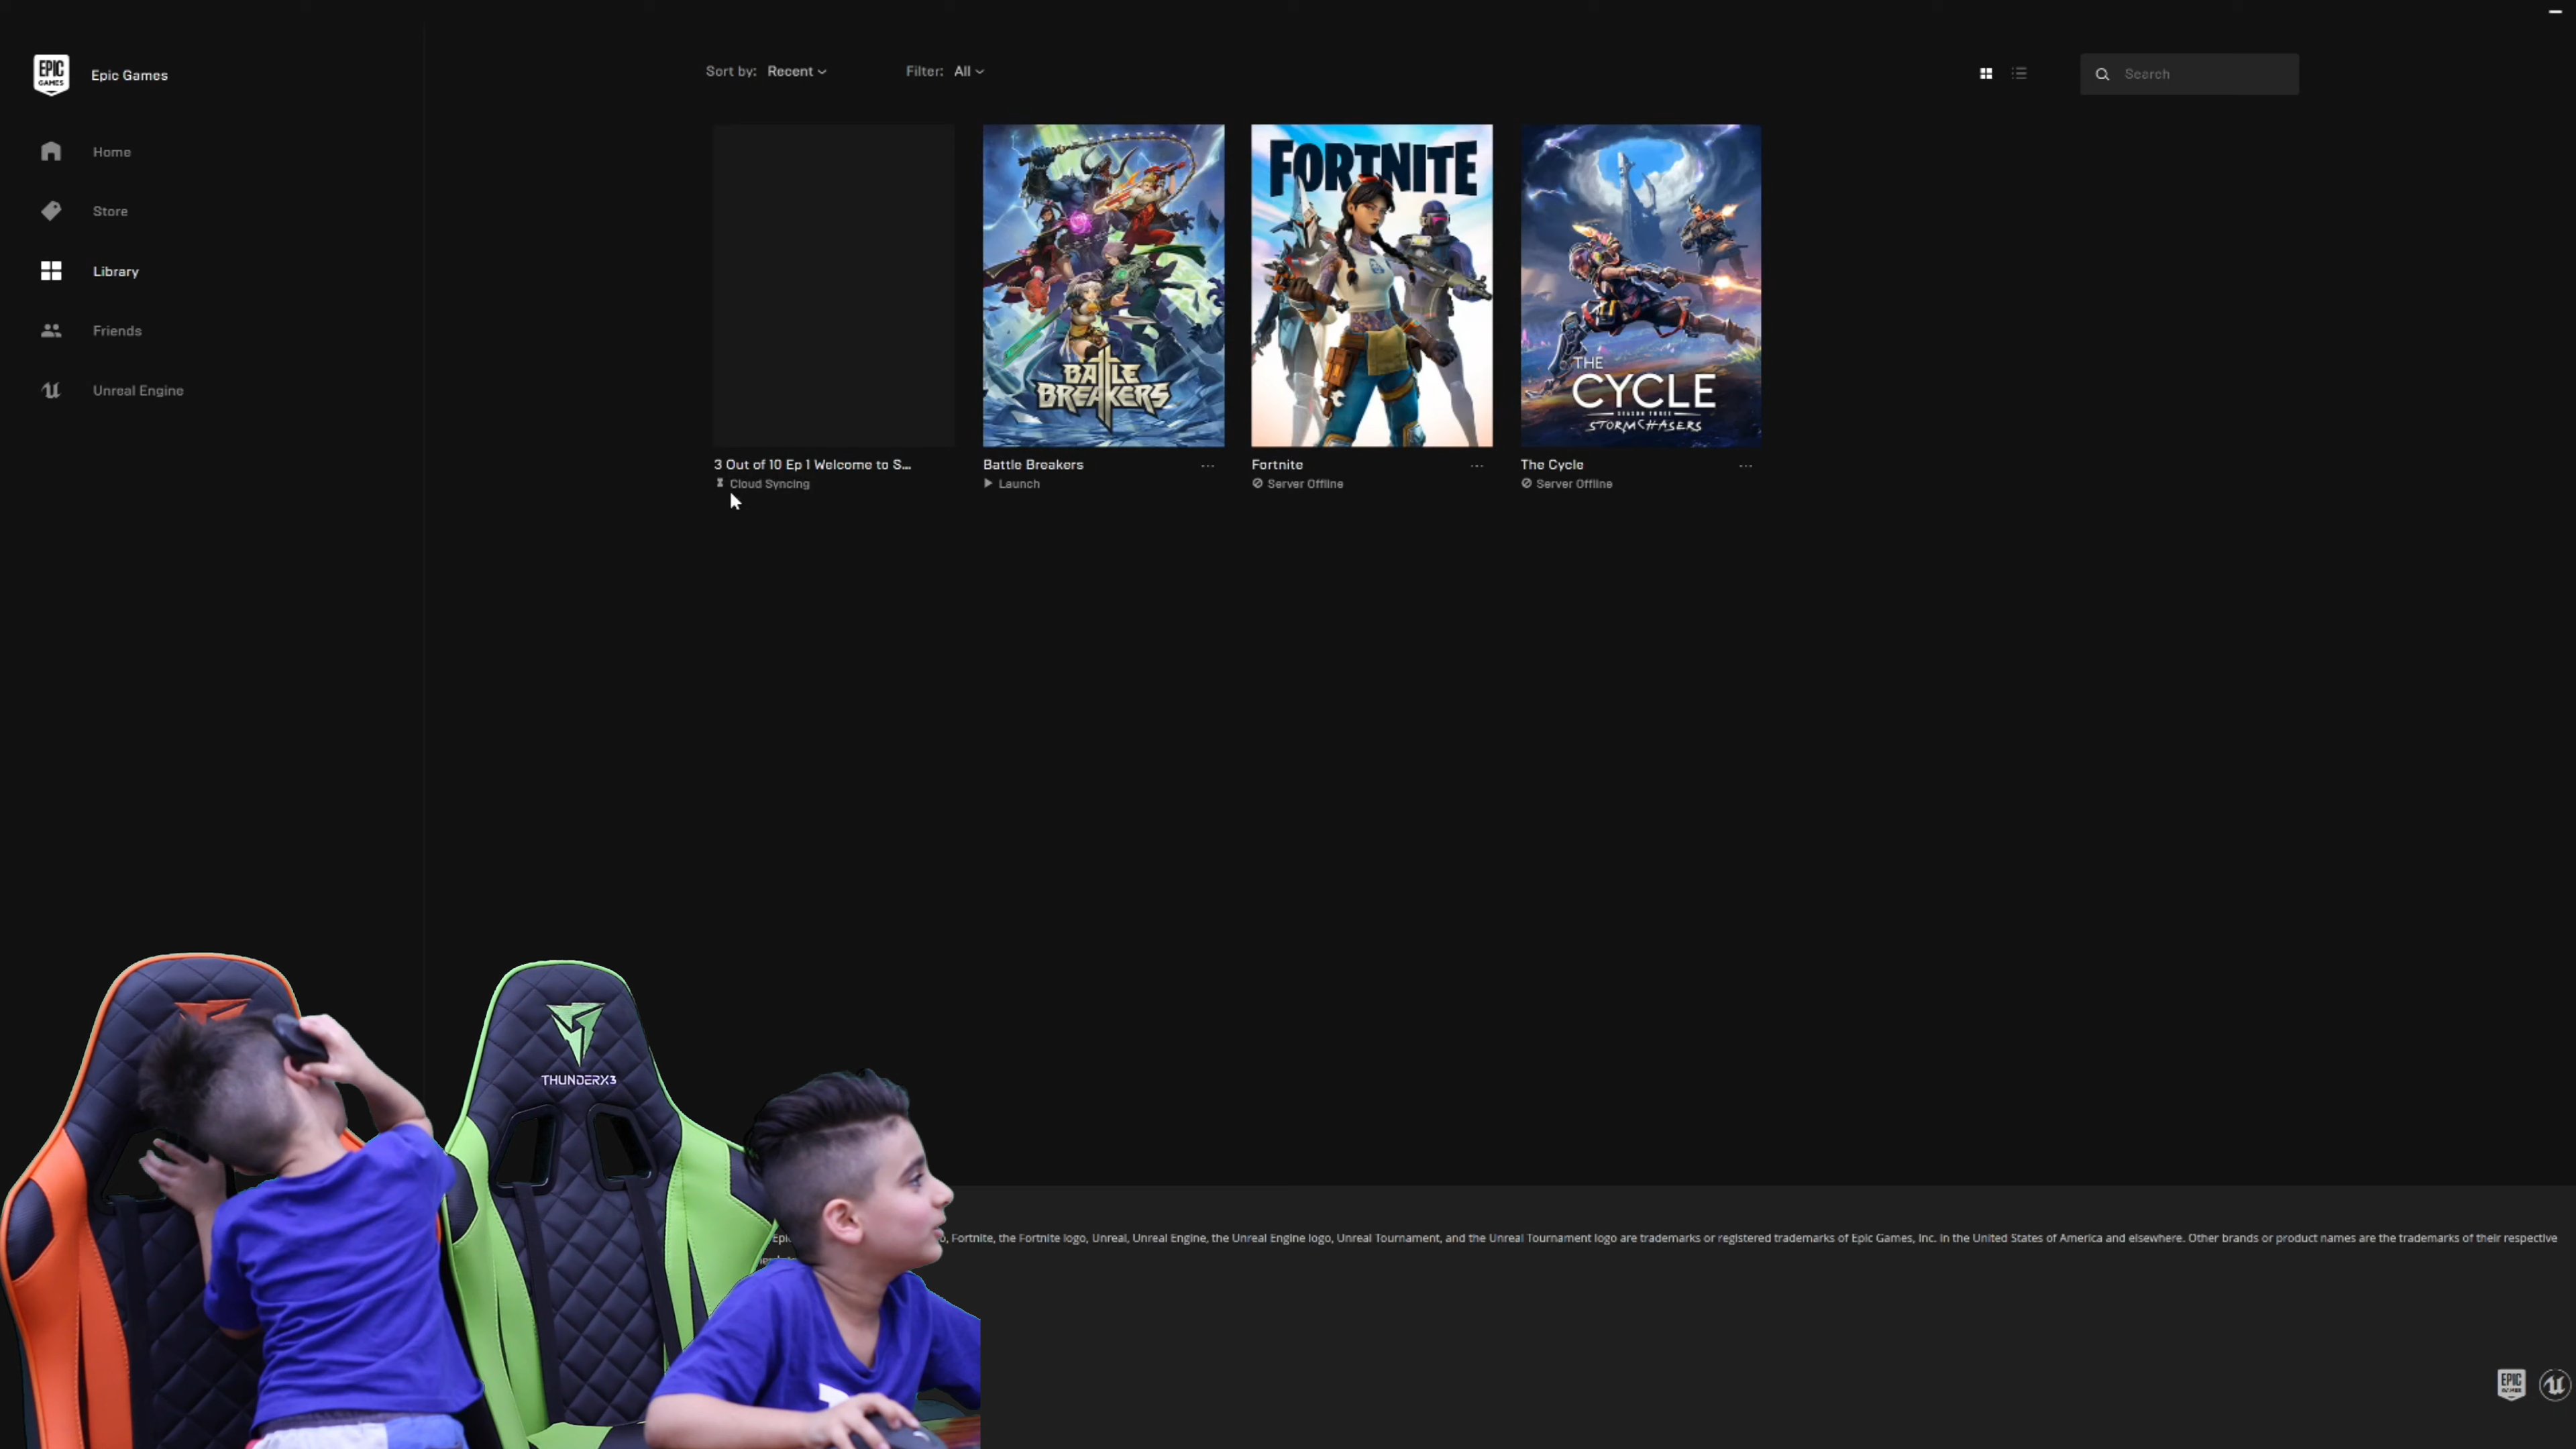 EPIC GAMES
Epic Games
Home
Store
Library
Friends
Unreal Engine
Sort by: Recent
Filter: All
Search
BATTLE BREAKERS
FORTNITE
THE CYCLE
SEASON THREE
STORMCHASERS
3 Out of 10 Ep 1 Welcome to S...
Cloud Syncing
Battle Breakers
Launch
Fortnite
Server Offline
The Cycle
Server Offline
THUNDERX3
Fortnite, the Fortnite logo, Unreal, Unreal Engine, the Unreal Engine logo, Unreal Tournament, and the Unreal Tournament logo are trademarks or registered trademarks of Epic Games, Inc. in the United States of America and elsewhere. Other brands or product names are the trademarks of their respective
EPIC GAMES